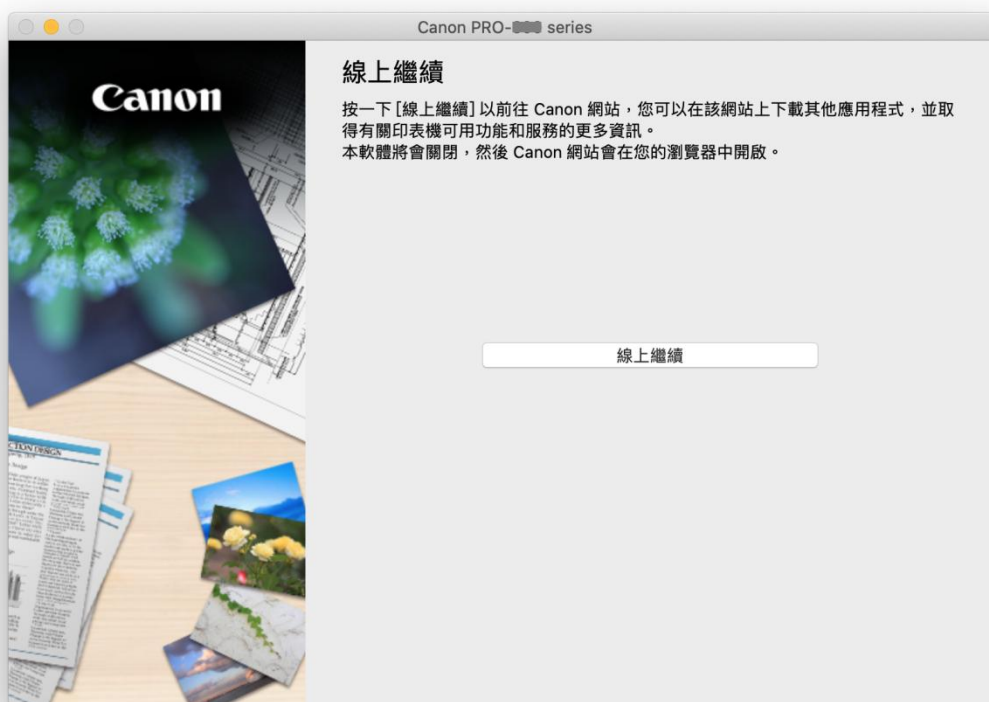 Canon PRO- series
Canon
線上繼續
按一下[線上繼續]以前往 Canon 網站，您可以在該網站上下載其他應用程式，並取
得有關印表機可用功能和服務的更多資訊。
本軟體將會關閉，然後 Canon 網站會在您的瀏覽器中開啟。
線上繼續